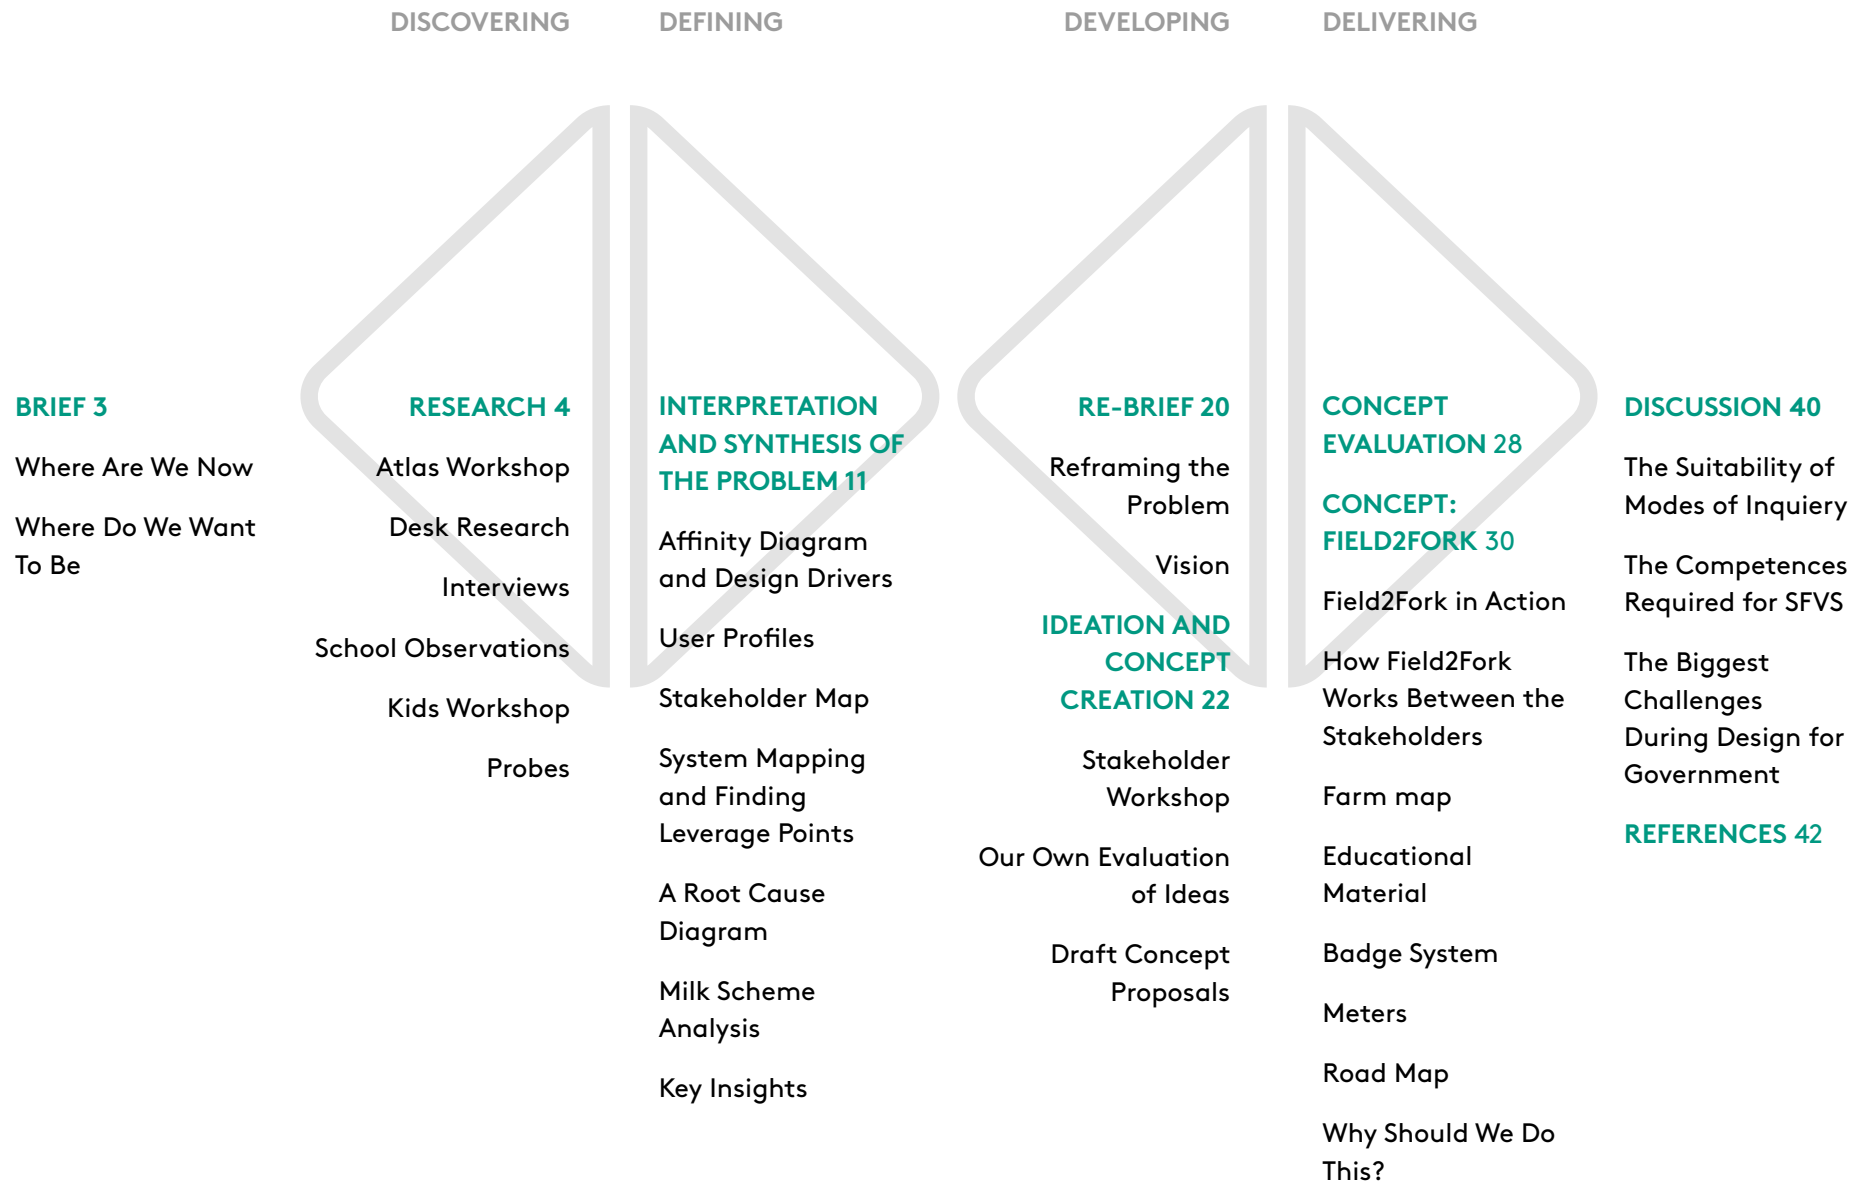 DISCOVERING
DEFINING
DEVELOPING
DELIVERING
BRIEF 3
Where Are We Now
Where Do We Want
To Be
RESEARCH 4
Atlas Workshop
Desk Research
Interviews
School Observations
Kids Workshop
Probes
INTERPRETATION
AND SYNTHESIS OF
THE PROBLEM 11
Affinity Diagram
and Design Drivers
User Profiles
Stakeholder Map
System Mapping
and Finding
Leverage Points
A Root Cause
Diagram
Milk Scheme
Analysis
Key Insights
RE-BRIEF 20
Reframing the
Problem
Vision
IDEATION AND
CONCEPT
CREATION 22
Stakeholder
Workshop
Our Own Evaluation
of Ideas
Draft Concept
Proposals
CONCEPT
EVALUATION 28
CONCEPT:
FIELD2FORK 30
Field2Fork in Action
How Field2Fork
Works Between the
Stakeholders
Farm map
Educational
Material
Badge System
Meters
Road Map
Why Should We Do
This?
DISCUSSION 40
The Suitability of
Modes of Inquiery
The Competences
Required for SFVS
The Biggest
Challenges
During Design for
Government
REFERENCES 42